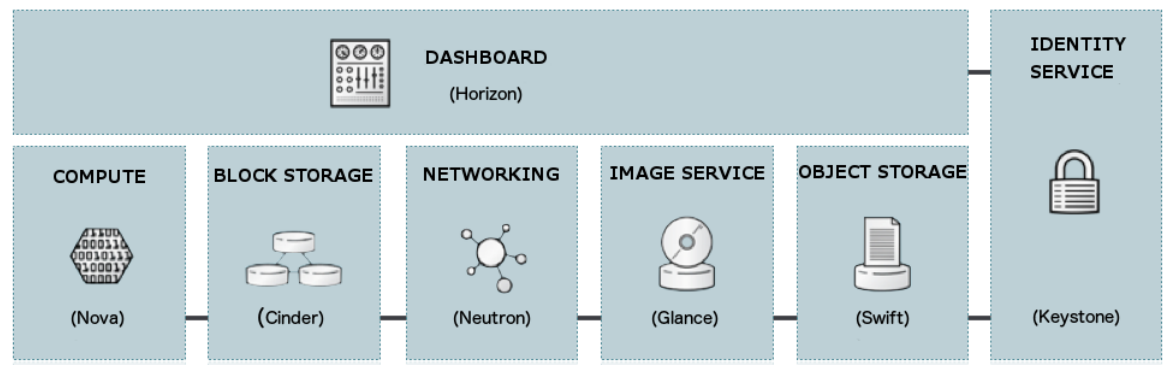 DASHBOARD
(Horizon)
IDENTITY
SERVICE
COMPUTE
(Nova)
BLOCK STORAGE
(Cinder)
NETWORKING
(Neutron)
IMAGE SERVICE
(Glance)
OBJECT STORAGE
(Swift)
(Keystone)